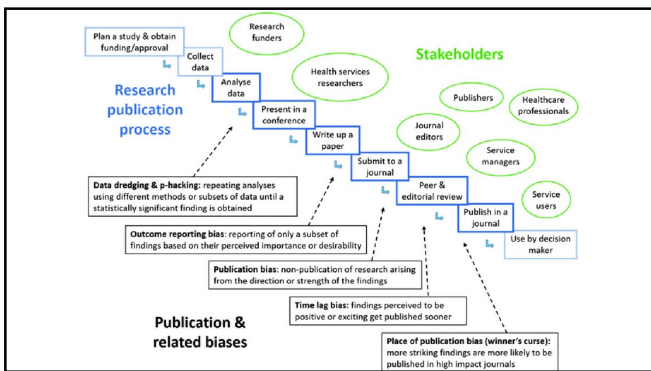 Plan a study & obtain
funding/approval
Collect
data
Analyse
data
Present in a
conference
Write up a
paper
Submit to a
journal
Peer &
editorial review
Publish in a
journal
Use by decision
maker
Research
publication
process
Research
funders
Health services
researchers
Stakeholders
Publishers
Healthcare
professionals
Journal
editors
Service
managers
Service
users
Data dredging & p-hacking: repeating analyses
using different methods or subsets of data until a
statistically significant finding is obtained
Outcome reporting bias: reporting of only a subset of
findings based on their perceived importance or desirability
Publication bias: non-publication of research arising
from the direction or strength of the findings
Time lag bias: findings perceived to be
positive or exciting get published sooner
Place of publication bias (winner's curse):
more striking findings are more likely to be
published in high impact journals
Publication &
related biases